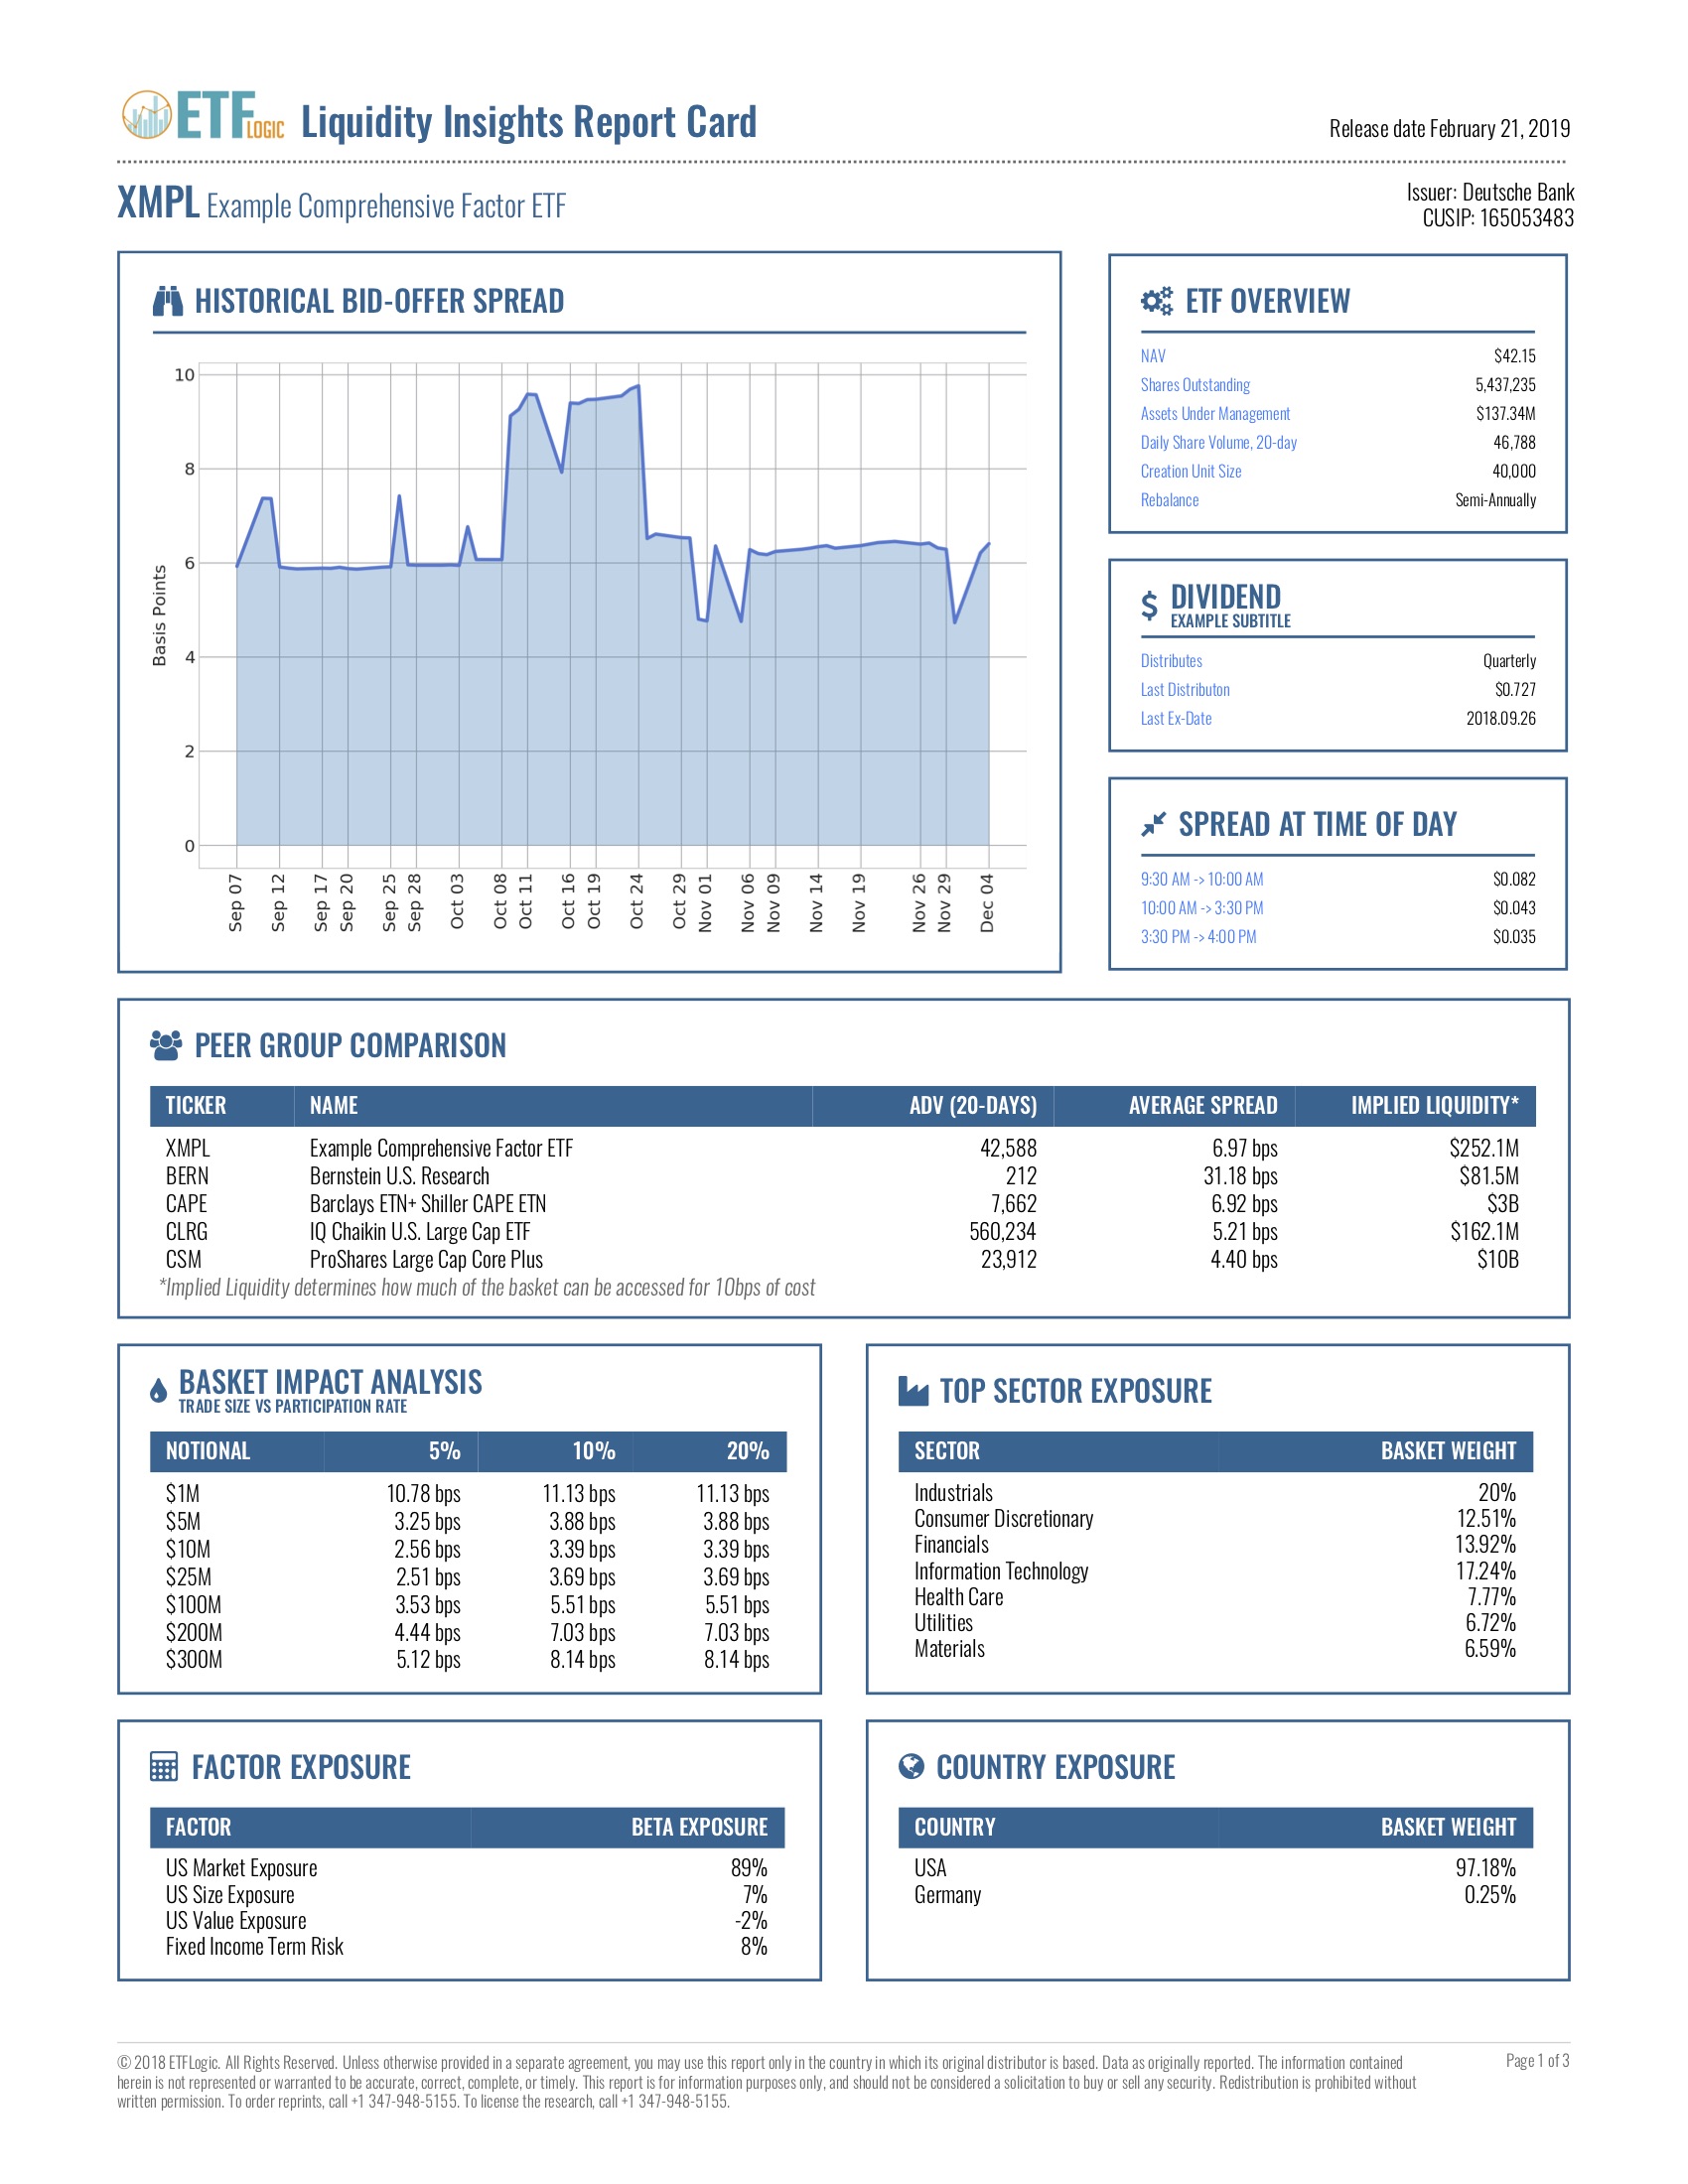 ETF LOGIC Liquidity Insights Report Card
Release date February 21, 2019
XMPL Example Comprehensive Factor ETF
Issuer: Deutsche Bank
CUSIP: 165053483
HISTORICAL BID-OFFER SPREAD
10
8
6
4
2
0
Basis Points
Sep 07
Sep 12
Sep 17
Sep 20
Sep 25
Sep 28
Oct 03
Oct 08
Oct 11
Oct 16
Oct 19
Oct 24
Oct 29
Nov 01
Nov 06
Nov 09
Nov 14
Nov 19
Nov 26
Nov 29
Dec 04
ETF OVERVIEW
NAV $42.15
Shares Outstanding 5,437,235
Assets Under Management $137.34M
Daily Share Volume, 20-day 46,788
Creation Unit Size 40,000
Rebalance Semi-Annually
DIVIDEND
EXAMPLE SUBTITLE
Distributes Quarterly
Last Distributon $0.727
Last Ex-Date 2018.09.26
SPREAD AT TIME OF DAY
9:30 AM -> 10:00 AM $0.082
10:00 AM -> 3:30 PM $0.043
3:30 PM -> 4:00 PM $0.035
PEER GROUP COMPARISON
TICKER NAME ADV (20-DAYS) AVERAGE SPREAD IMPLIED LIQUIDITY*
XMPL Example Comprehensive Factor ETF 42,588 6.97 bps $252.1M
BERN Bernstein U.S. Research 212 31.18 bps $81.5M
CAPE Barclays ETN+ Shiller CAPE ETN 7,662 6.92 bps $3B
CLRG IQ Chaikin U.S. Large Cap ETF 560,234 5.21 bps $162.1M
CSM ProShares Large Cap Core Plus 23,912 4.40 bps $10B
*Implied Liquidity determines how much of the basket can be accessed for 10bps of cost
BASKET IMPACT ANALYSIS
TRADE SIZE VS PARTICIPATION RATE
NOTIONAL 5% 10% 20%
$1M 10.78 bps 11.13 bps 11.13 bps
$5M 3.25 bps 3.88 bps 3.88 bps
$10M 2.56 bps 3.39 bps 3.39 bps
$25M 2.51 bps 3.69 bps 3.69 bps
$100M 3.53 bps 5.51 bps 5.51 bps
$200M 4.44 bps 7.03 bps 7.03 bps
$300M 5.12 bps 8.14 bps 8.14 bps
TOP SECTOR EXPOSURE
SECTOR BASKET WEIGHT
Industrials 20%
Consumer Discretionary 12.51%
Financials 13.92%
Information Technology 17.24%
Health Care 7.77%
Utilities 6.72%
Materials 6.59%
FACTOR EXPOSURE
FACTOR BETA EXPOSURE
US Market Exposure 89%
US Size Exposure 7%
US Value Exposure -2%
Fixed Income Term Risk 8%
COUNTRY EXPOSURE
COUNTRY BASKET WEIGHT
USA 97.18%
Germany 0.25%
© 2018 ETFLogic. All Rights Reserved. Unless otherwise provided in a separate agreement, you may use this report only in the country in which its original distributor is based. Data as originally reported. The information contained
herein is not represented or warranted to be accurate, correct, complete, or timely. This report is for information purposes only, and should not be considered a solicitation to buy or sell any security. Redistribution is prohibited without
written permission. To order reprints, call +1 347-948-5155. To license the research, call +1 347-948-5155.
Page 1 of 3